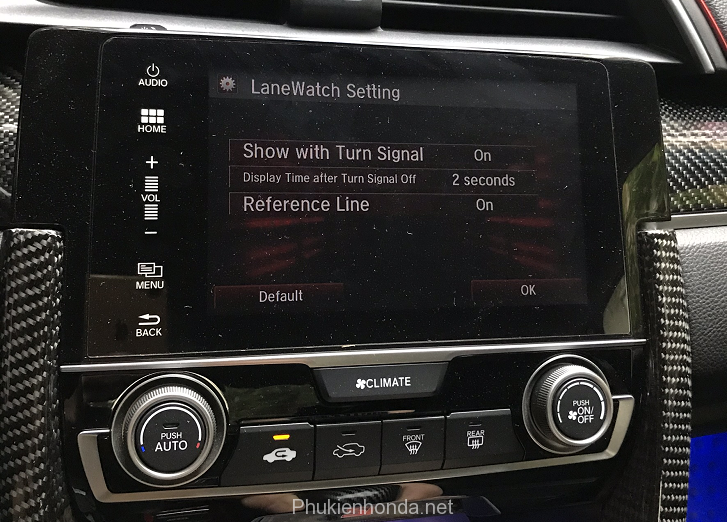 AUDIO
HOME
+
VOL
−
MENU
BACK
LaneWatch Setting
Show with Turn Signal On
Display Time after Turn Signal Off 2 seconds
Reference Line On
Default OK
CLIMATE
PUSH
AUTO
FRONT
REAR
PUSH
ON/
OFF
Phukienhonda.net